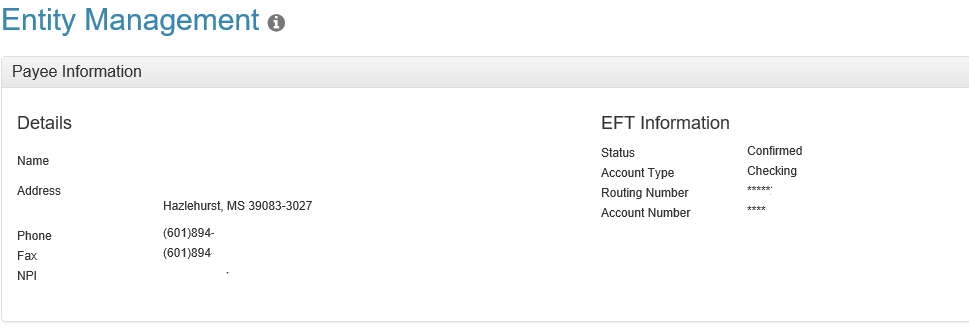 Entity Management
Payee Information
Details
Name
Address
Hazlehurst, MS 39083-3027
Phone (601)894-
Fax (601)894
NPI
EFT Information
Status Confirmed
Account Type Checking
Routing Number *****
Account Number ****